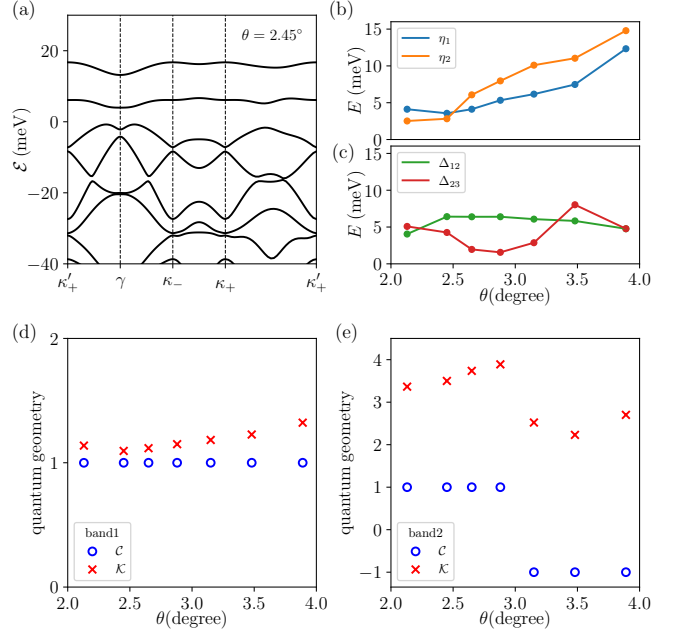 (a)
θ = 2.45°
20
0
−20
−40
ℰ (meV)
κ′₊
γ
κ₋
κ₊
κ′₊
(b)
15
10
5
0
E (meV)
η₁
η₂
(c)
15
10
5
0
E (meV)
Δ₁₂
Δ₂₃
2.0
2.5
3.0
3.5
4.0
θ(degree)
(d)
2
1
0
quantum geometry
band1
𝒞
𝒦
2.0
2.5
3.0
3.5
4.0
θ(degree)
(e)
4
3
2
1
0
−1
quantum geometry
band2
𝒞
𝒦
2.0
2.5
3.0
3.5
4.0
θ(degree)